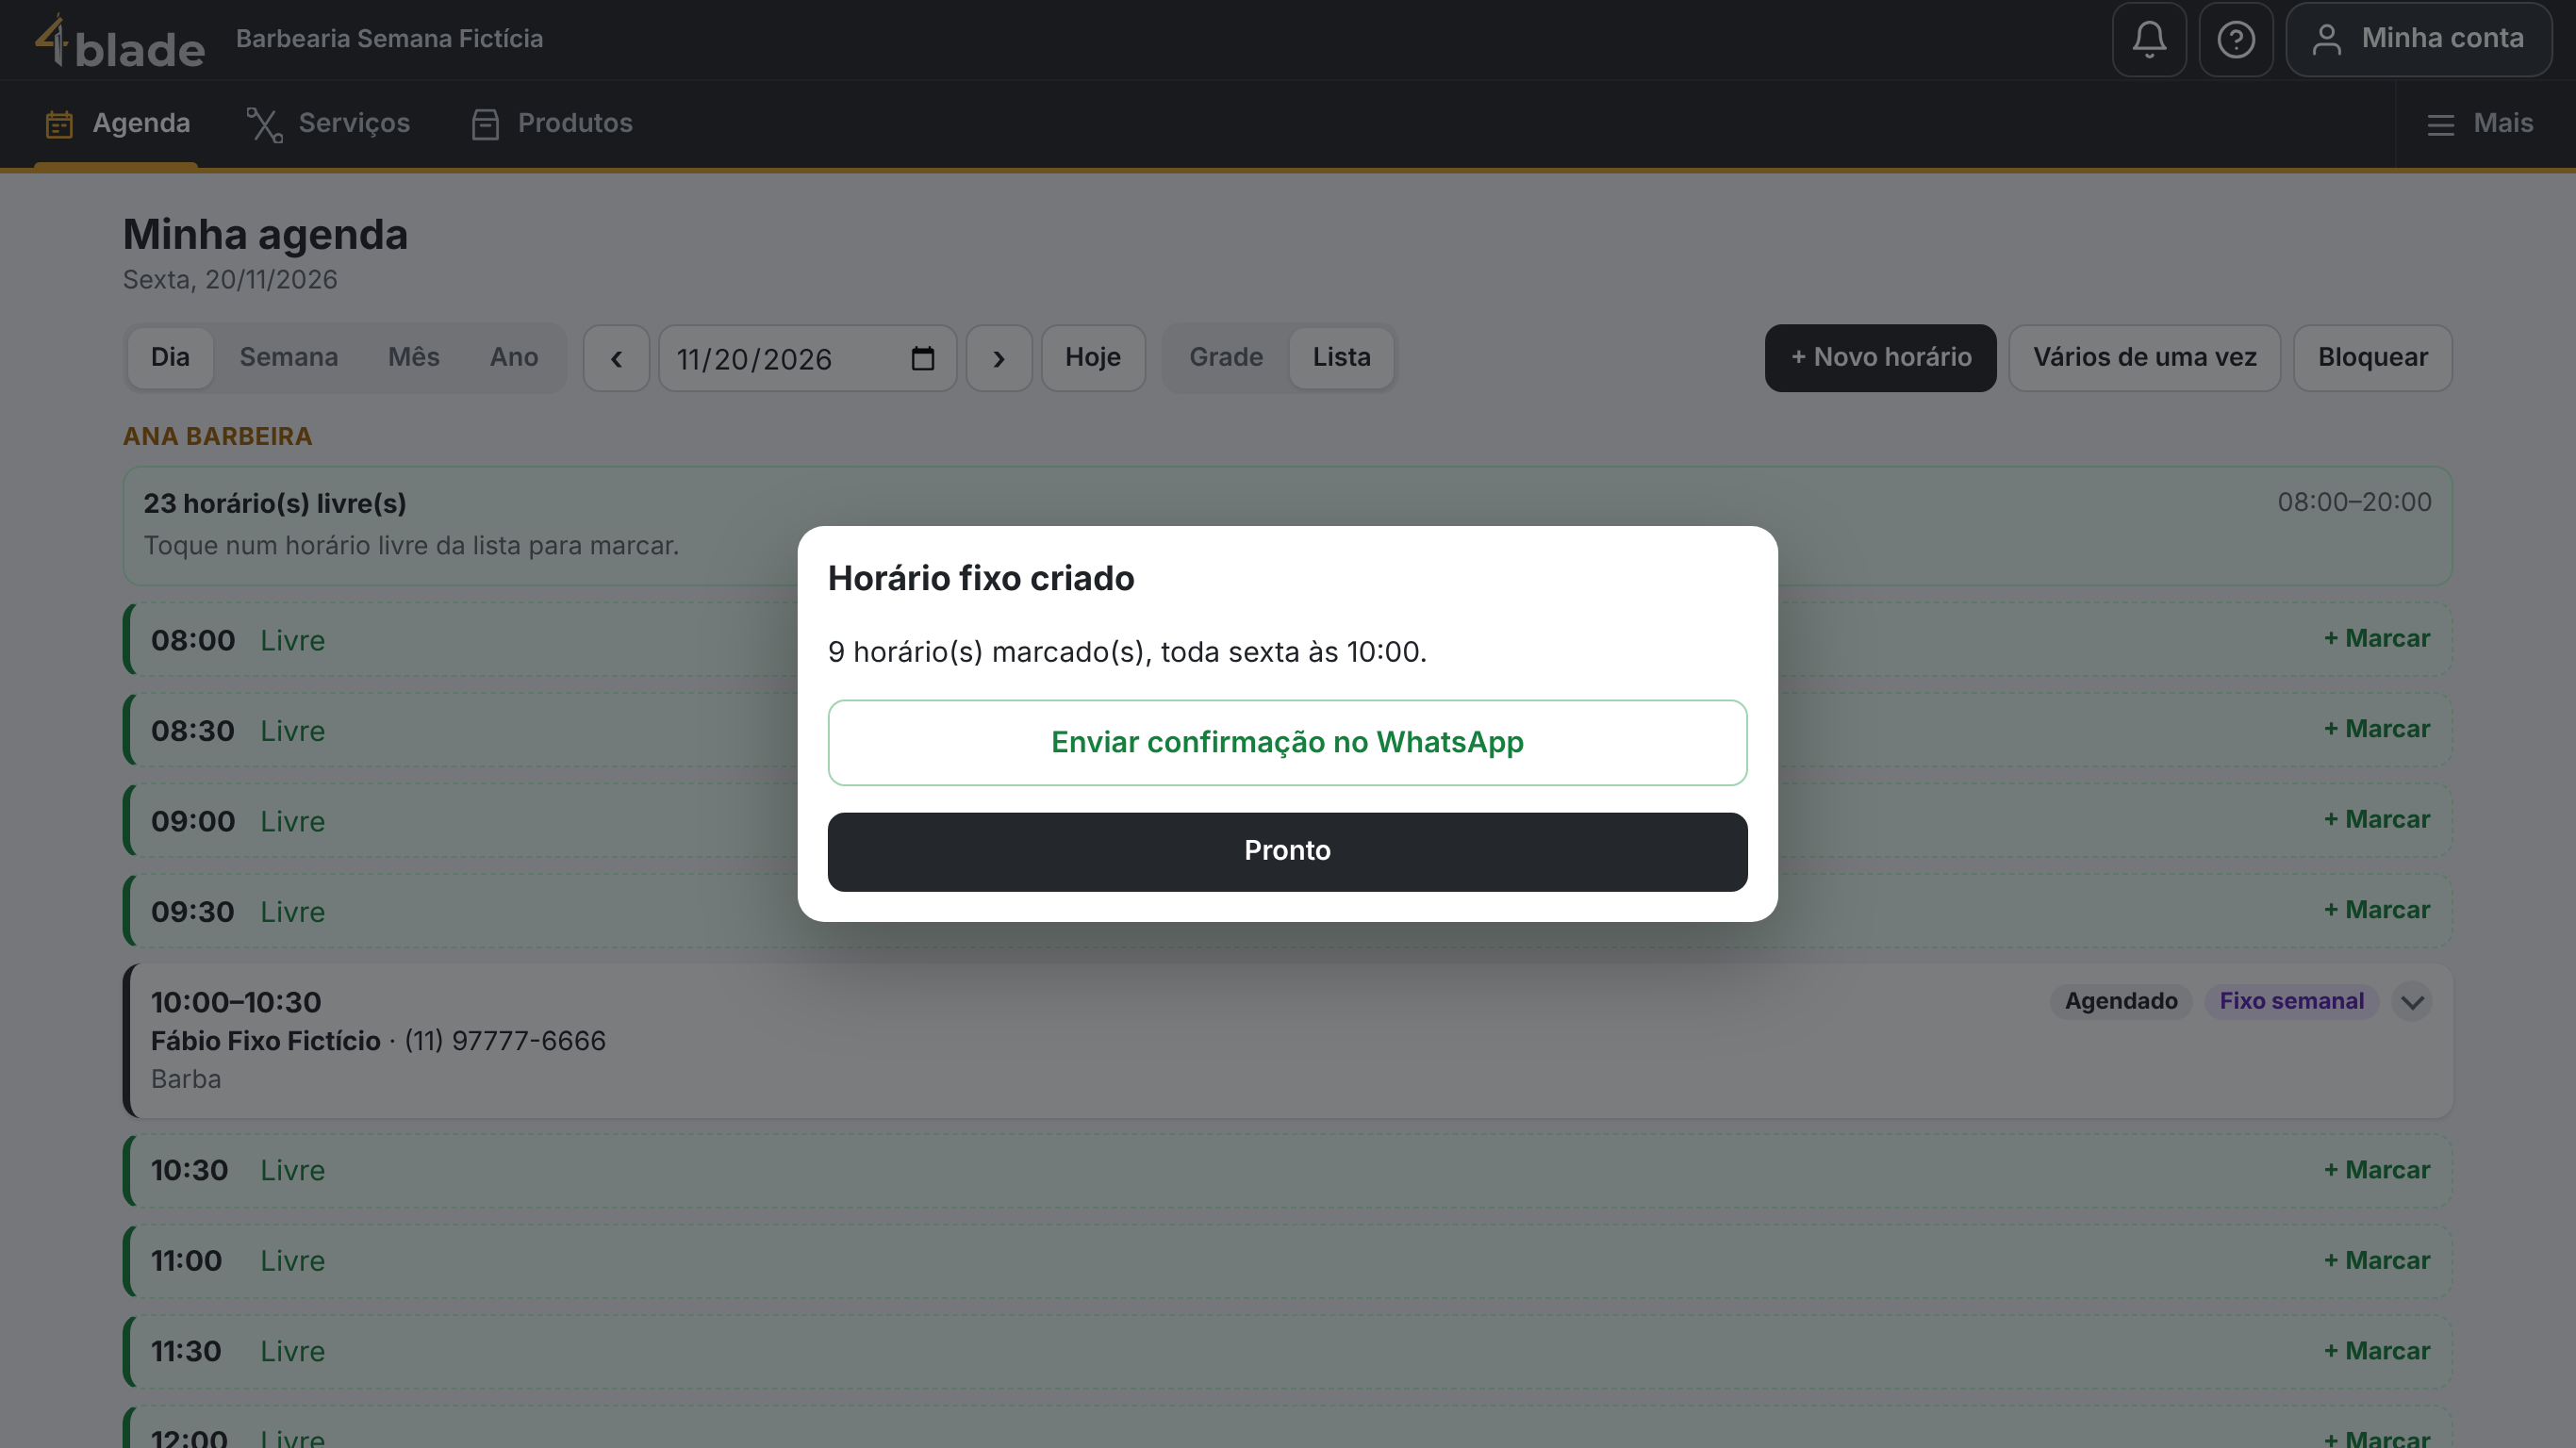 4blade
Barbearia Semana Fictícia
Minha conta
Agenda
Serviços
Produtos
Mais
Minha agenda
Sexta, 20/11/2026
Dia
Semana
Mês
Ano
‹
11/20/2026
›
Hoje
Grade
Lista
+ Novo horário
Vários de uma vez
Bloquear
ANA BARBEIRA
23 horário(s) livre(s)
08:00–20:00
Toque num horário livre da lista para marcar.
Horário fixo criado
9 horário(s) marcado(s), toda sexta às 10:00.
Enviar confirmação no WhatsApp
Pronto
08:00 Livre + Marcar
08:30 Livre + Marcar
09:00 Livre + Marcar
09:30 Livre + Marcar
10:00–10:30
Agendado
Fixo semanal
Fábio Fixo Fictício · (11) 97777-6666
Barba
10:30 Livre + Marcar
11:00 Livre + Marcar
11:30 Livre + Marcar
12:00 Livre + Marcar